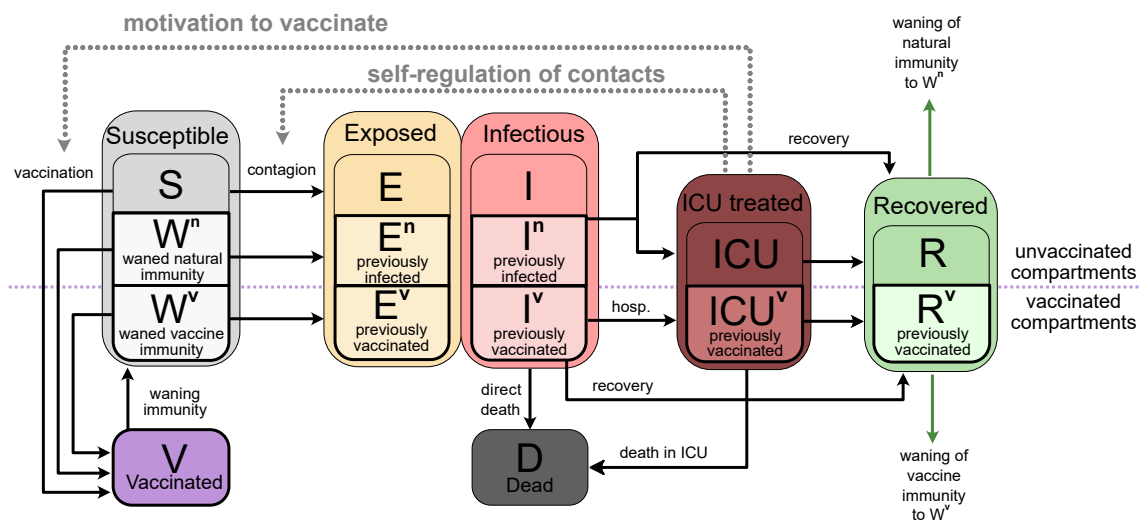 motivation to vaccinate
self-regulation of contacts
waning of
natural
immunity
to Wⁿ
Susceptible
Exposed
Infectious
recovery
vaccination
contagion
S
E
I
ICU treated
Recovered
Wⁿ
waned natural
immunity
Eⁿ
previously
infected
Iⁿ
previously
infected
ICU
R
unvaccinated
compartments
Wᵛ
waned vaccine
immunity
Eᵛ
previously
vaccinated
Iᵛ
previously
vaccinated
hosp.
ICUᵛ
previously
vaccinated
Rᵛ
previously
vaccinated
vaccinated
compartments
waning
immunity
direct
death
recovery
V
Vaccinated
D
Dead
death in ICU
waning of
vaccine
immunity
to Wᵛ